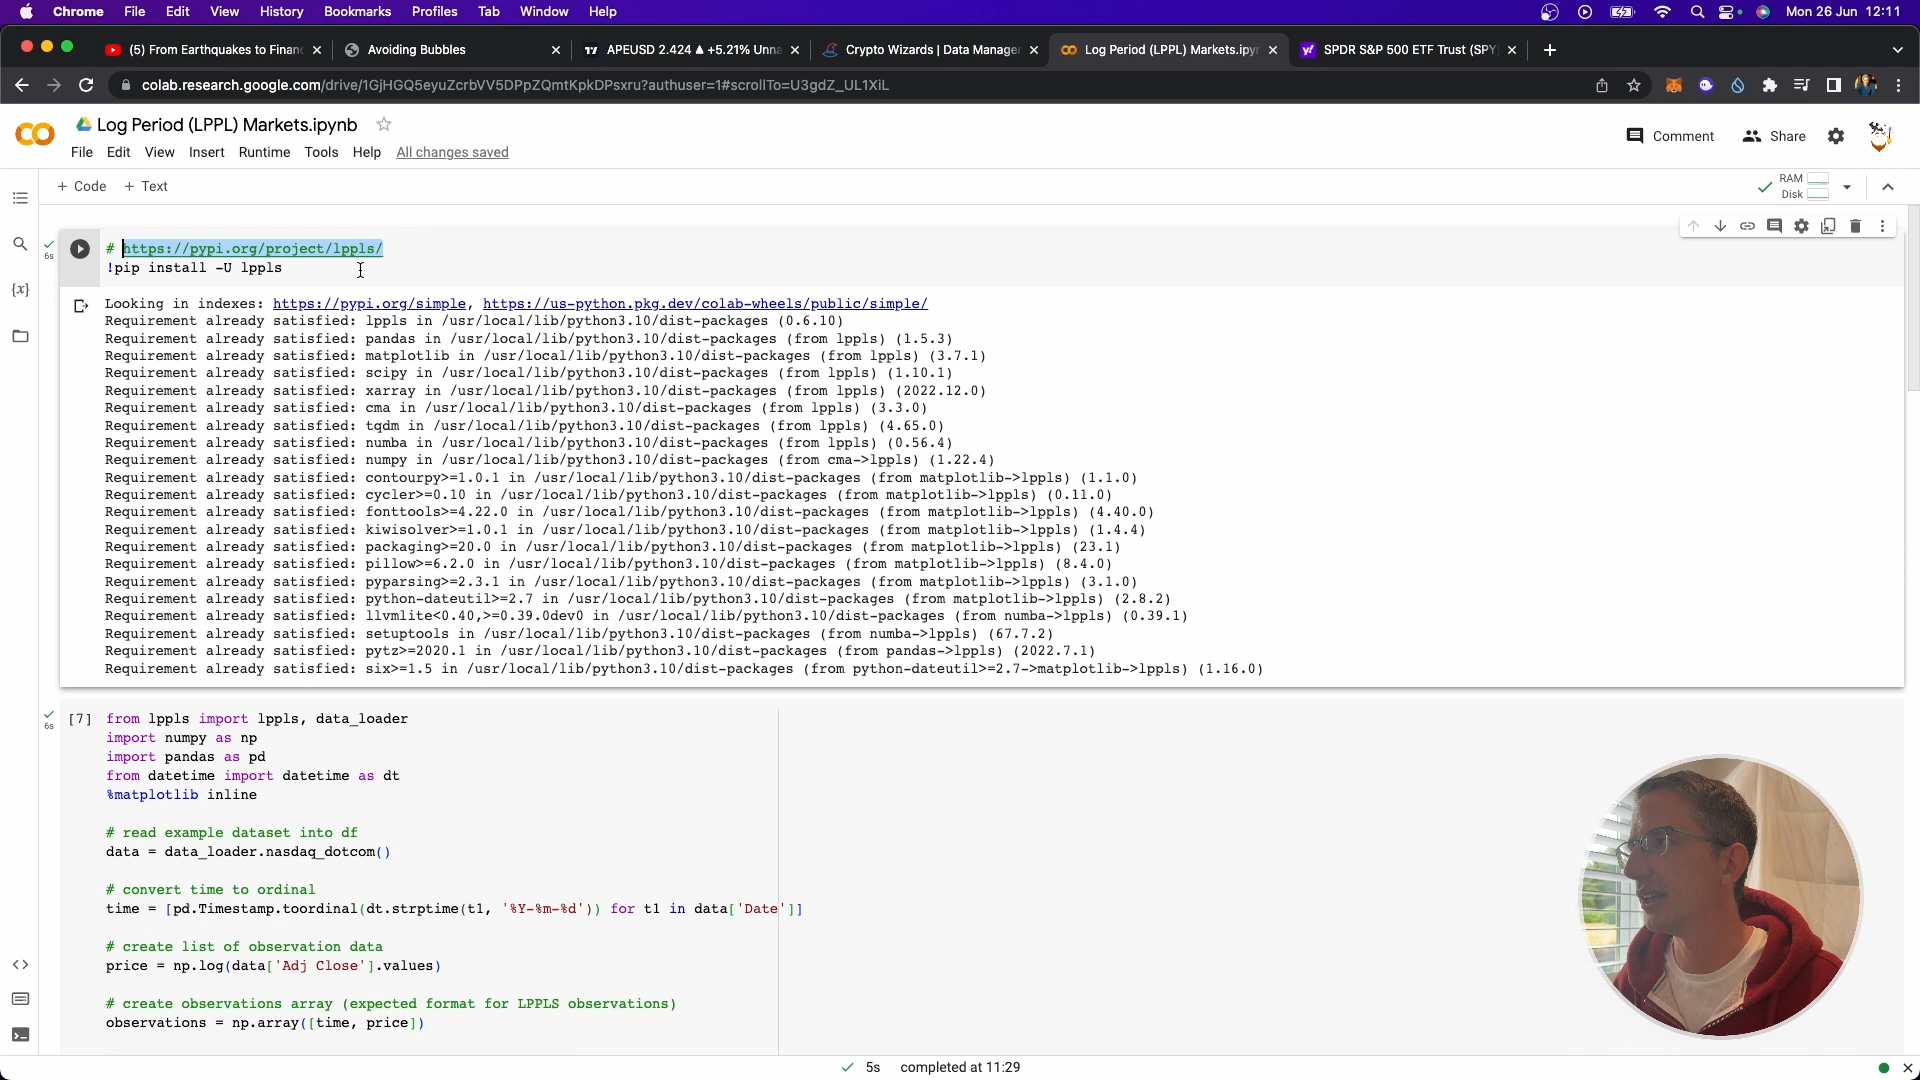 Chrome File Edit View History Bookmarks Profiles Tab Window Help Mon 26 Jun 12:11
(5) From Earthquakes to Finan
Avoiding Bubbles
APEUSD 2.424 ▲ +5.21% Unna
Crypto Wizards | Data Manager
Log Period (LPPL) Markets.ipyn
SPDR S&P 500 ETF Trust (SPY
colab.research.google.com/drive/1GjHGQ5eyuZcrbVV5DPpZQmtKpkDPsxru?authuser=1#scrollTo=U3gdZ_UL1XiL
Log Period (LPPL) Markets.ipynb
Comment Share
File Edit View Insert Runtime Tools Help All changes saved
+ Code + Text
RAM
Disk
6s
# https://pypi.org/project/lppls/
!pip install -U lppls
Looking in indexes: https://pypi.org/simple, https://us-python.pkg.dev/colab-wheels/public/simple/
Requirement already satisfied: lppls in /usr/local/lib/python3.10/dist-packages (0.6.10)
Requirement already satisfied: pandas in /usr/local/lib/python3.10/dist-packages (from lppls) (1.5.3)
Requirement already satisfied: matplotlib in /usr/local/lib/python3.10/dist-packages (from lppls) (3.7.1)
Requirement already satisfied: scipy in /usr/local/lib/python3.10/dist-packages (from lppls) (1.10.1)
Requirement already satisfied: xarray in /usr/local/lib/python3.10/dist-packages (from lppls) (2022.12.0)
Requirement already satisfied: cma in /usr/local/lib/python3.10/dist-packages (from lppls) (3.3.0)
Requirement already satisfied: tqdm in /usr/local/lib/python3.10/dist-packages (from lppls) (4.65.0)
Requirement already satisfied: numba in /usr/local/lib/python3.10/dist-packages (from lppls) (0.56.4)
Requirement already satisfied: numpy in /usr/local/lib/python3.10/dist-packages (from cma->lppls) (1.22.4)
Requirement already satisfied: contourpy>=1.0.1 in /usr/local/lib/python3.10/dist-packages (from matplotlib->lppls) (1.1.0)
Requirement already satisfied: cycler>=0.10 in /usr/local/lib/python3.10/dist-packages (from matplotlib->lppls) (0.11.0)
Requirement already satisfied: fonttools>=4.22.0 in /usr/local/lib/python3.10/dist-packages (from matplotlib->lppls) (4.40.0)
Requirement already satisfied: kiwisolver>=1.0.1 in /usr/local/lib/python3.10/dist-packages (from matplotlib->lppls) (1.4.4)
Requirement already satisfied: packaging>=20.0 in /usr/local/lib/python3.10/dist-packages (from matplotlib->lppls) (23.1)
Requirement already satisfied: pillow>=6.2.0 in /usr/local/lib/python3.10/dist-packages (from matplotlib->lppls) (8.4.0)
Requirement already satisfied: pyparsing>=2.3.1 in /usr/local/lib/python3.10/dist-packages (from matplotlib->lppls) (3.1.0)
Requirement already satisfied: python-dateutil>=2.7 in /usr/local/lib/python3.10/dist-packages (from matplotlib->lppls) (2.8.2)
Requirement already satisfied: llvmlite<0.40,>=0.39.0dev0 in /usr/local/lib/python3.10/dist-packages (from numba->lppls) (0.39.1)
Requirement already satisfied: setuptools in /usr/local/lib/python3.10/dist-packages (from numba->lppls) (67.7.2)
Requirement already satisfied: pytz>=2020.1 in /usr/local/lib/python3.10/dist-packages (from pandas->lppls) (2022.7.1)
Requirement already satisfied: six>=1.5 in /usr/local/lib/python3.10/dist-packages (from python-dateutil>=2.7->matplotlib->lppls) (1.16.0)
6s
[7] from lppls import lppls, data_loader
import numpy as np
import pandas as pd
from datetime import datetime as dt
%matplotlib inline
# read example dataset into df
data = data_loader.nasdaq_dotcom()
# convert time to ordinal
time = [pd.Timestamp.toordinal(dt.strptime(t1, '%Y-%m-%d')) for t1 in data['Date']]
# create list of observation data
price = np.log(data['Adj Close'].values)
# create observations array (expected format for LPPLS observations)
observations = np.array([time, price])
5s completed at 11:29